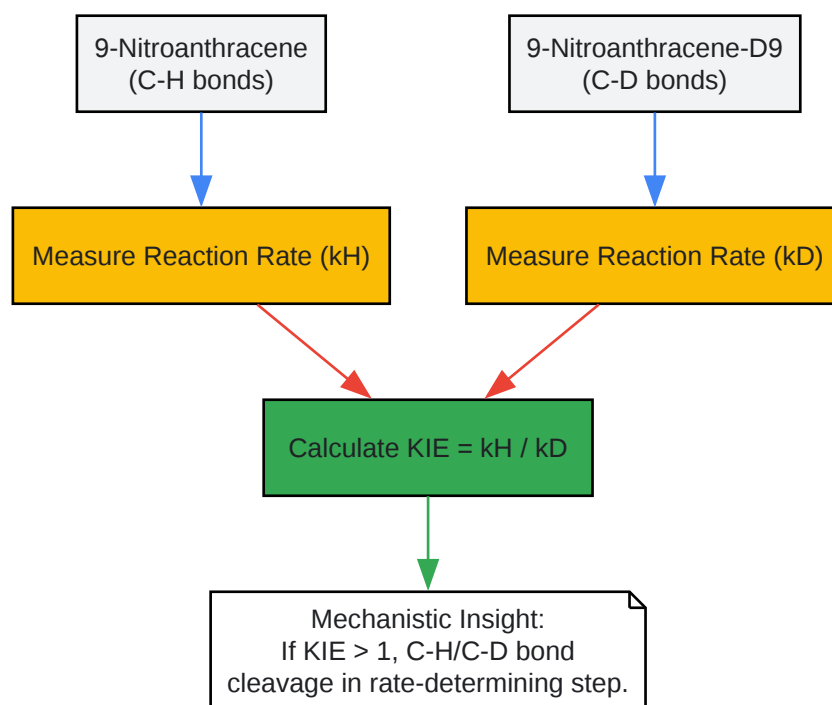 9-Nitroanthracene
(C-H bonds)
9-Nitroanthracene-D9
(C-D bonds)
Measure Reaction Rate (kH)
Measure Reaction Rate (kD)
Calculate KIE = kH / kD
Mechanistic Insight:
If KIE > 1, C-H/C-D bond
cleavage in rate-determining step.